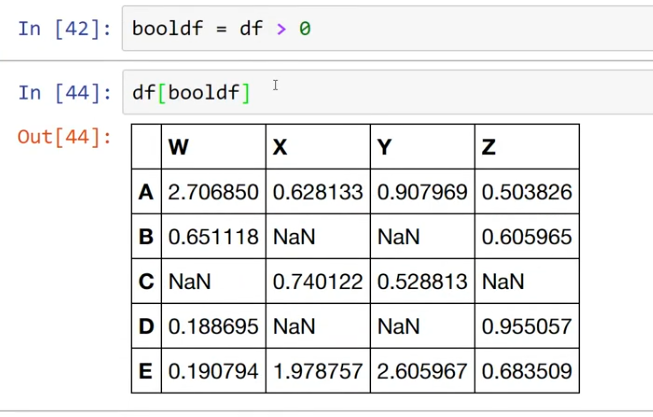 In [42]: booldf = df > 0
In [44]: df[booldf]
Out[44]:
W X Y Z
A 2.706850 0.628133 0.907969 0.503826
B 0.651118 NaN NaN 0.605965
C NaN 0.740122 0.528813 NaN
D 0.188695 NaN NaN 0.955057
E 0.190794 1.978757 2.605967 0.683509